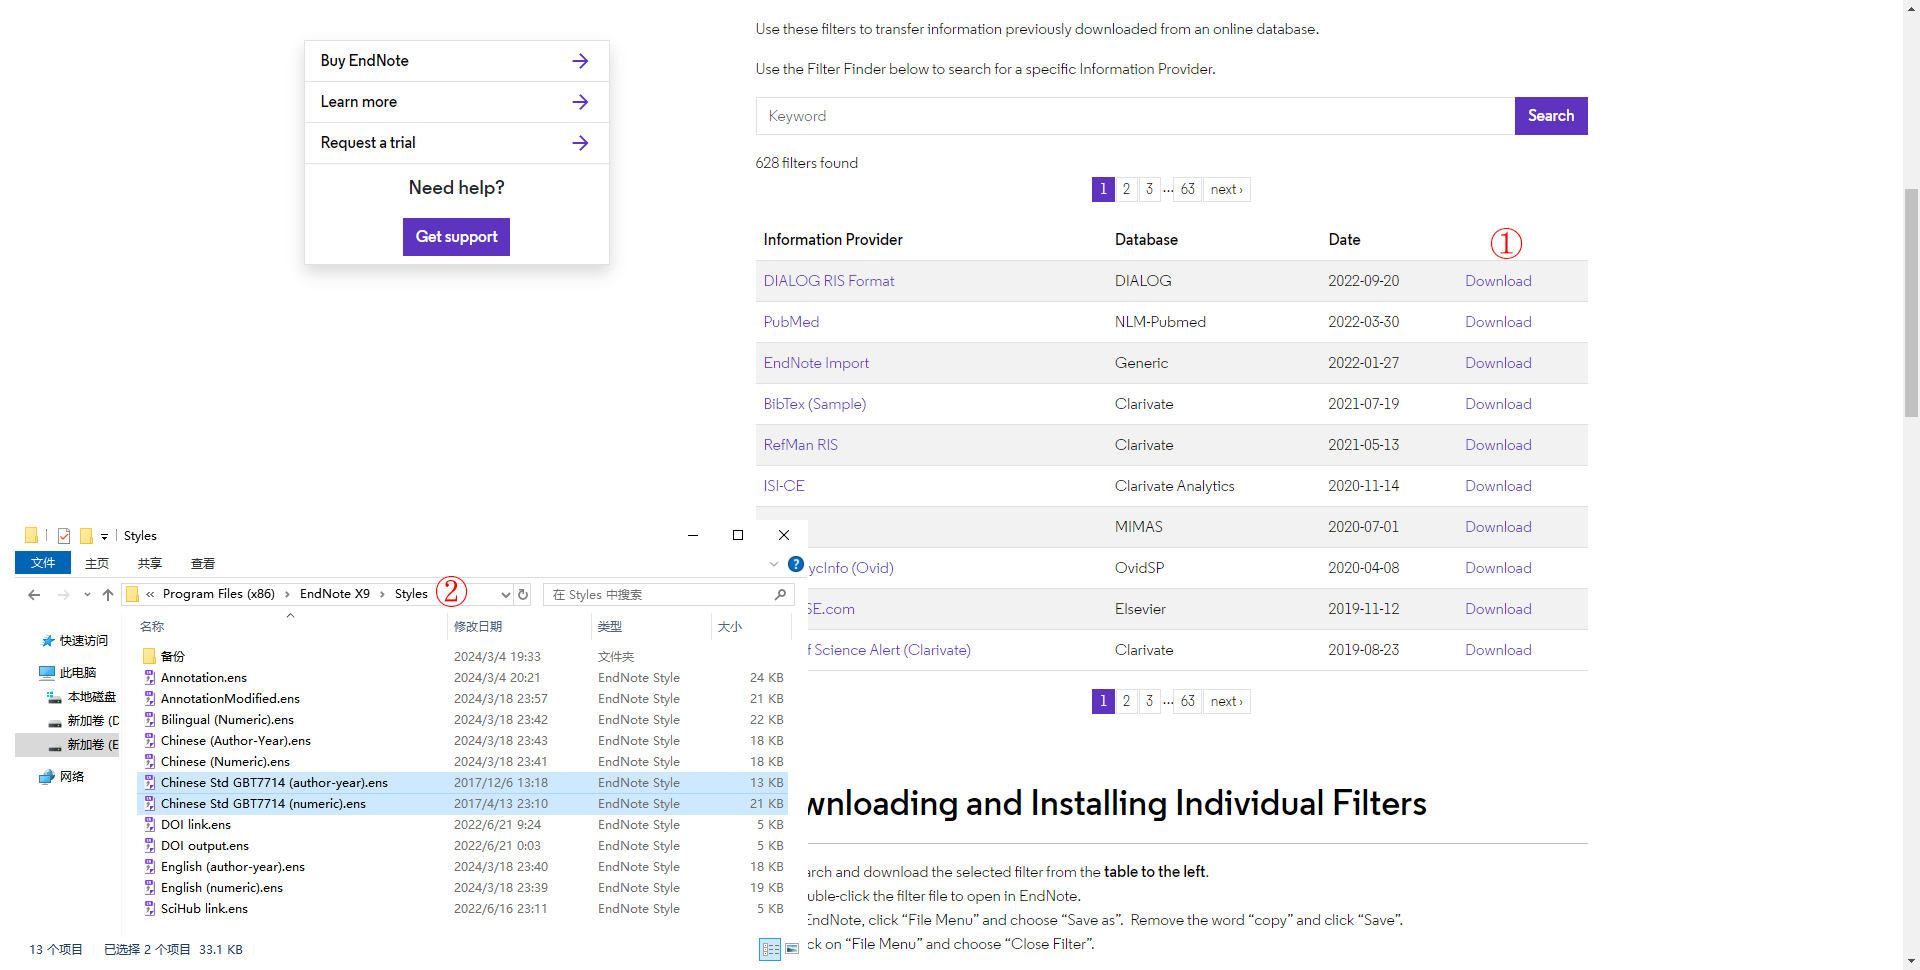 Use these filters to transfer information previously downloaded from an online database.
Use the Filter Finder below to search for a specific Information Provider.
Buy EndNote
Learn more
Request a trial
Need help?
Get support
Keyword Search
628 filters found
1 2 3 ... 63 next ›
Information Provider Database Date ①
DIALOG RIS Format DIALOG 2022-09-20 Download
PubMed NLM-Pubmed 2022-03-30 Download
EndNote Import Generic 2022-01-27 Download
BibTex (Sample) Clarivate 2021-07-19 Download
RefMan RIS Clarivate 2021-05-13 Download
ISI-CE Clarivate Analytics 2020-11-14 Download
MIMAS 2020-07-01 Download
ycInfo (Ovid) OvidSP 2020-04-08 Download
SE.com Elsevier 2019-11-12 Download
f Science Alert (Clarivate) Clarivate 2019-08-23 Download
1 2 3 ... 63 next ›
wnloading and Installing Individual Filters
arch and download the selected filter from the table to the left.
uble-click the filter file to open in EndNote.
EndNote, click “File Menu” and choose “Save as”. Remove the word “copy” and click “Save”.
ck on “File Menu” and choose “Close Filter”.
Styles
文件 主页 共享 查看
« Program Files (x86) › EndNote X9 › Styles ② 在 Styles 中搜索
快速访问
此电脑
本地磁盘
新加卷 (D
新加卷 (E
网络
名称 修改日期 类型 大小
备份 2024/3/4 19:33 文件夹
Annotation.ens 2024/3/4 20:21 EndNote Style 24 KB
AnnotationModified.ens 2024/3/18 23:57 EndNote Style 21 KB
Bilingual (Numeric).ens 2024/3/18 23:42 EndNote Style 22 KB
Chinese (Author-Year).ens 2024/3/18 23:43 EndNote Style 18 KB
Chinese (Numeric).ens 2024/3/18 23:41 EndNote Style 18 KB
Chinese Std GBT7714 (author-year).ens 2017/12/6 13:18 EndNote Style 13 KB
Chinese Std GBT7714 (numeric).ens 2017/4/13 23:10 EndNote Style 21 KB
DOI link.ens 2022/6/21 9:24 EndNote Style 5 KB
DOI output.ens 2022/6/21 0:03 EndNote Style 5 KB
English (author-year).ens 2024/3/18 23:40 EndNote Style 18 KB
English (numeric).ens 2024/3/18 23:39 EndNote Style 19 KB
SciHub link.ens 2022/6/16 23:11 EndNote Style 5 KB
13 个项目 已选择 2 个项目 33.1 KB